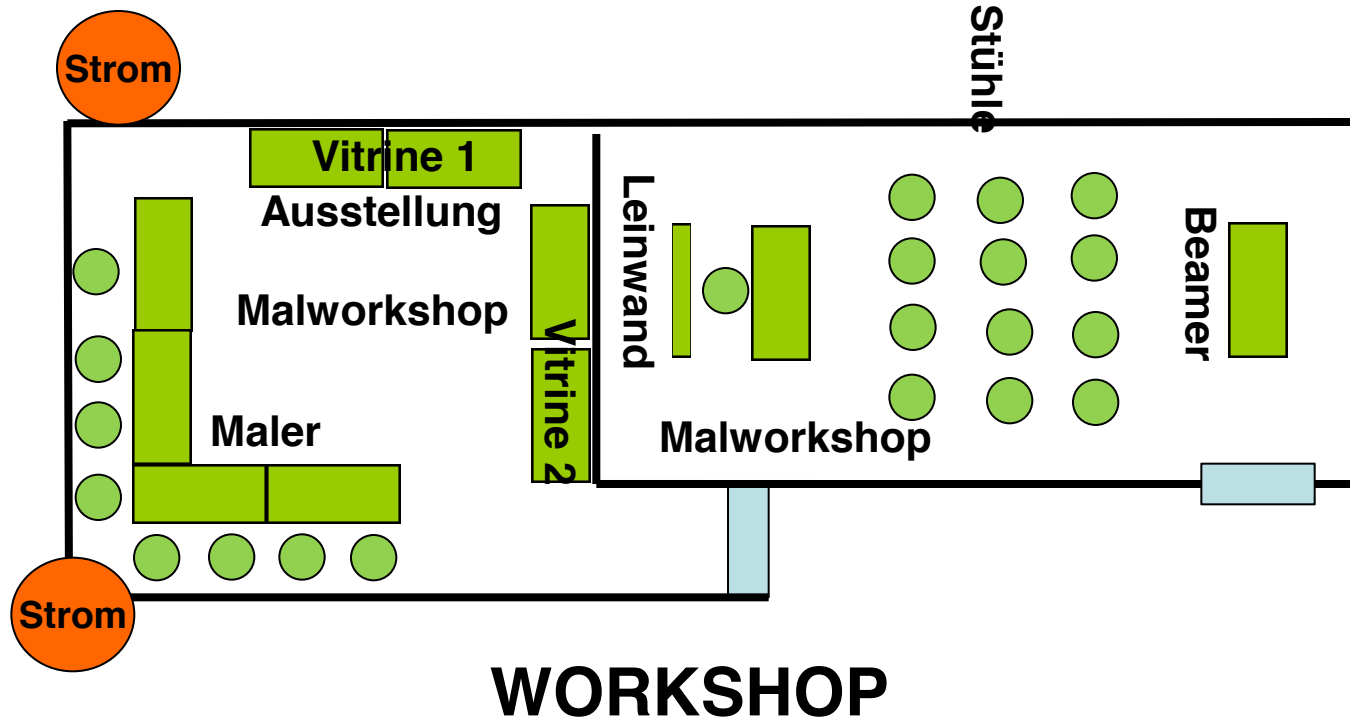 Stühle
Strom
Vitrine 1
Ausstellung
Leinwand
Beamer
Malworkshop
Vitrine 2
Maler
Malworkshop
Strom
WORKSHOP